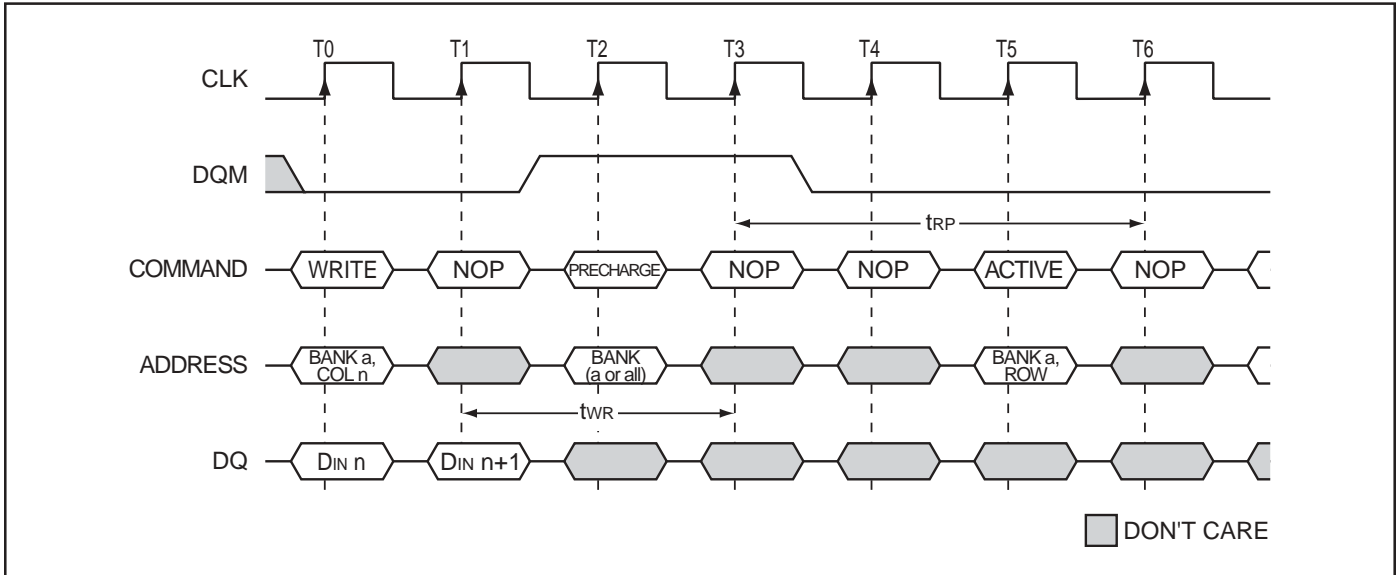 T0 T1 T2 T3 T4 T5 T6
CLK
DQM
tRP
COMMAND WRITE NOP PRECHARGE NOP NOP ACTIVE NOP
ADDRESS BANK a, COL n BANK (a or all) BANK a, ROW
tWR
DQ DIN n DIN n+1
DON'T CARE